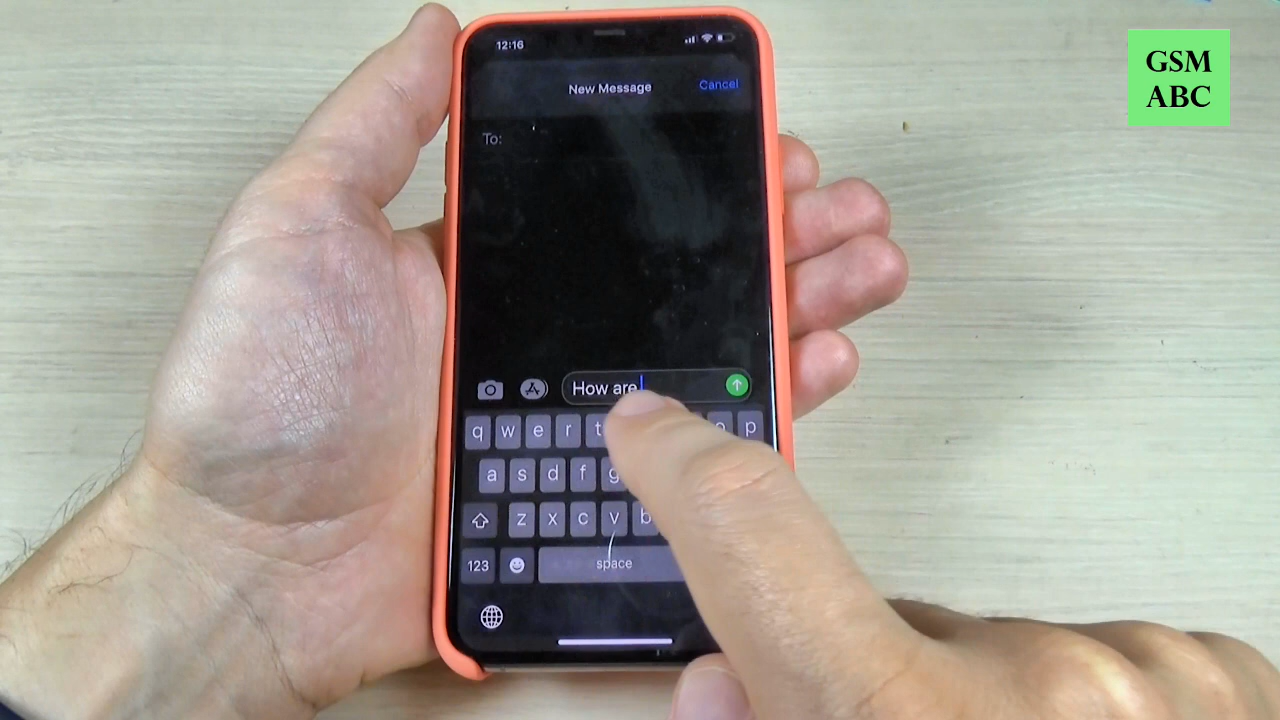 12:16
New Message
Cancel
To:
How are
q w e r t o p
a s d f g
z x c v b
123
space
GSM
ABC